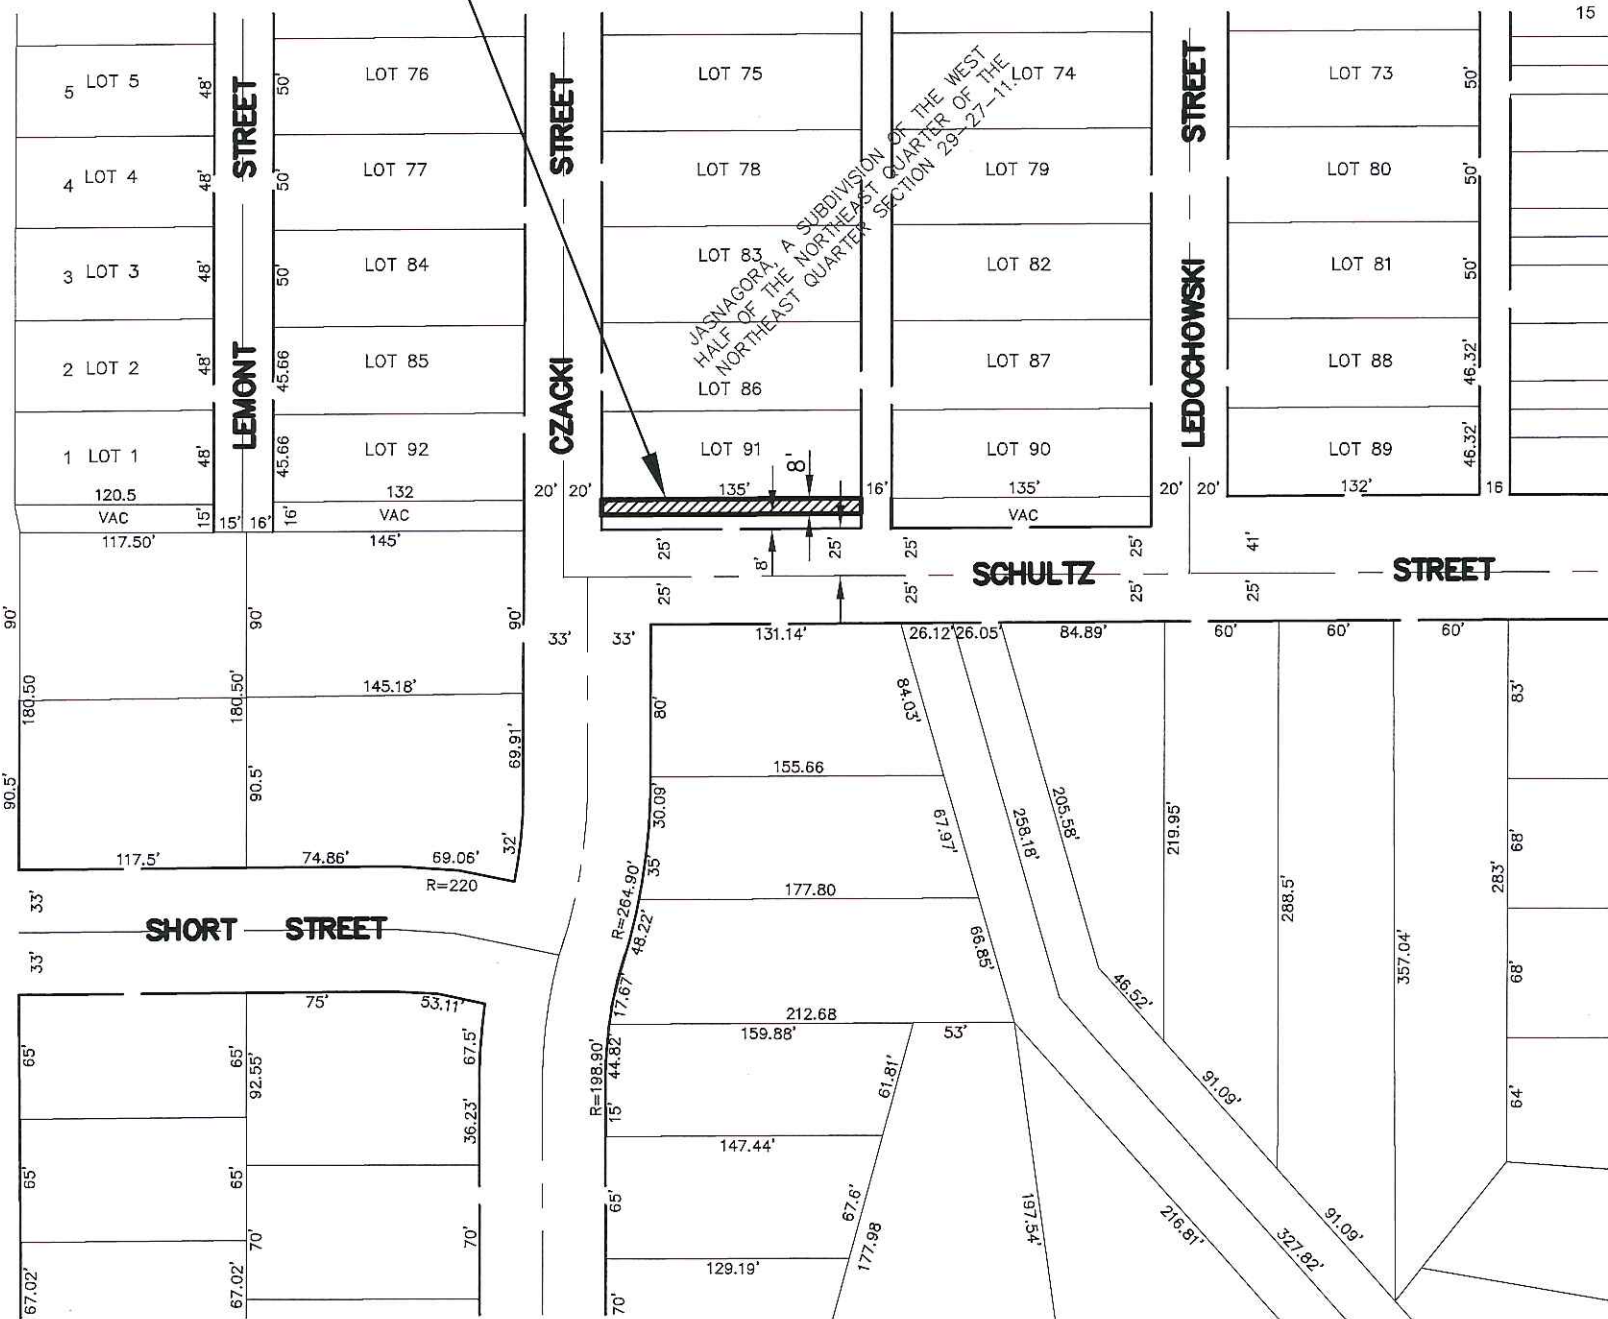 15
5 LOT 5
48'
STREET
50'
LOT 76
STREET
LOT 75
LOT 74
STREET
LOT 73
50'
4 LOT 4
48'
50'
LOT 77
LOT 78
LOT 79
LOT 80
50'
JASNAGORA, A SUBDIVISION OF THE WEST
HALF OF THE NORTHEAST QUARTER OF THE
NORTHEAST QUARTER SECTION 29-27-11.
3 LOT 3
48'
50'
LOT 84
LOT 83
LOT 82
LOT 81
50'
2 LOT 2
48'
LEMONT
45.66
LOT 85
CZACKI
LOT 86
LOT 87
LEDOCHOWSKI
LOT 88
46.32'
1 LOT 1
48'
45.66
LOT 92
LOT 91
8'
LOT 90
LOT 89
46.32'
120.5
132
20' 20'
135'
16'
135'
20' 20'
132'
16
VAC
15' 15' 16' 16'
VAC
VAC
117.50'
145'
25'
8'
25'
25'
25'
41'
SCHULTZ STREET
25'
25'
25'
25'
90'
90'
90'
33' 33'
131.14'
26.12' 26.05'
84.89'
60'
60'
60'
180.50
180.50'
145.18'
80'
84.03'
83'
69.91'
155.66
90.5'
90.5'
30.09'
67.97'
258.18'
205.58'
219.95'
68'
117.5'
74.86'
69.06'
32'
R=220
35'
177.80
283'
288.5'
33'
R=264.90'
48.22'
SHORT STREET
66.85'
357.04'
33'
17.67'
46.52'
68'
75'
53.11'
212.68
159.88'
53'
65'
65'
92.55'
67.5'
44.82'
R=198.90'
61.81'
91.09'
64'
36.23'
15'
147.44'
65'
65'
65'
67.6'
177.98
197.54'
216.81'
327.82'
91.09'
70'
70'
129.19'
67.02'
67.02'
70'